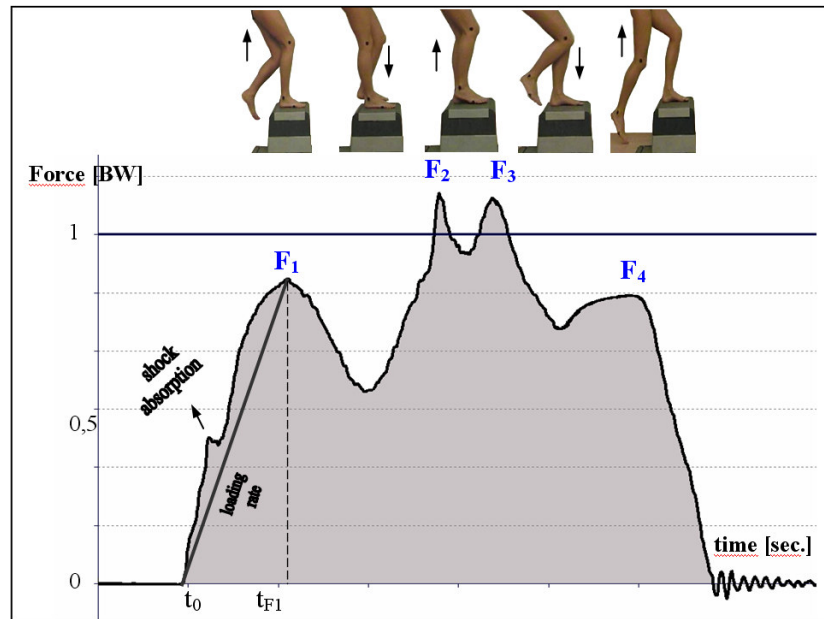 Force [BW]
F2 F3
1
F1
F4
shock
absorption
0,5
loading
rate
time [sec.]
0
t0 tF1